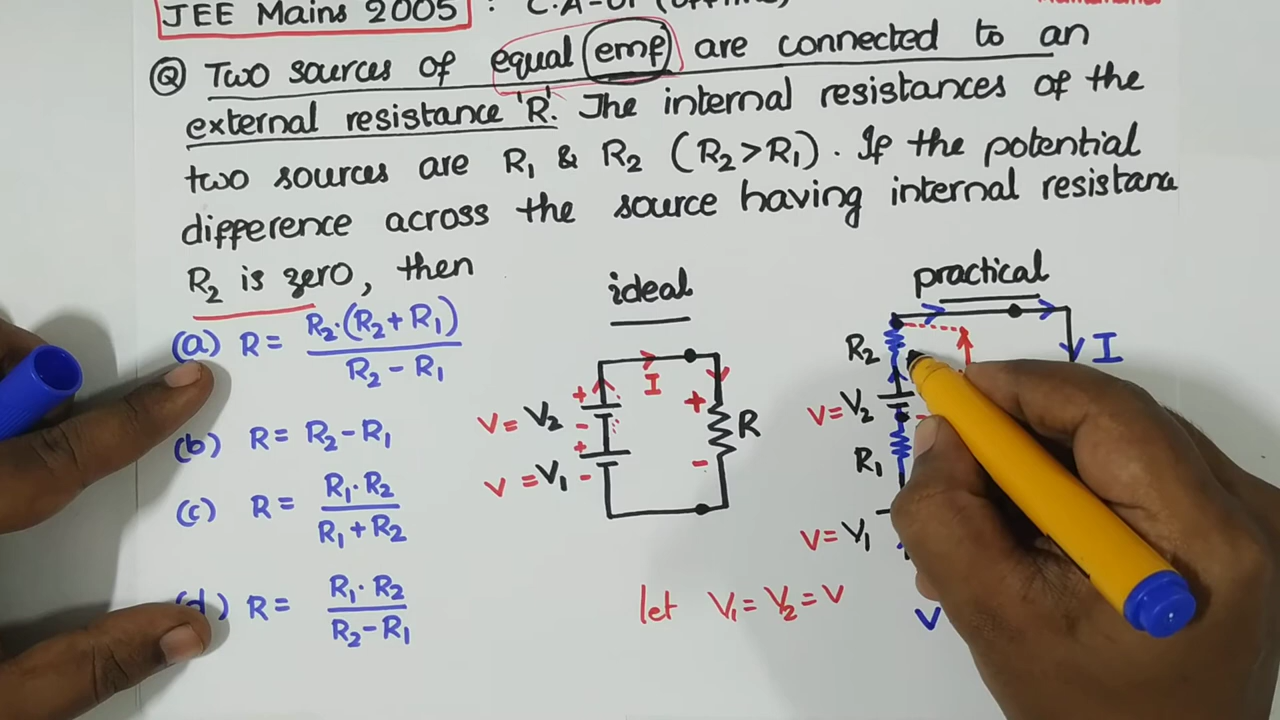 JEE Mains 2005 :
Q Two sources of equal emf are connected to an
external resistance 'R'. The internal resistances of the
two sources are R₁ & R₂ (R₂>R₁). If the potential
difference across the source having internal resistanc
R₂ is zero, then
(a) R = R₂.(R₂+R₁) / R₂-R₁
(b) R = R₂-R₁
(c) R = R₁.R₂ / R₁+R₂
(d) R = R₁.R₂ / R₂-R₁
ideal
I
+
-
+
-
V = V₂
V = V₁
+
-
R
practical
R₂
I
V = V₂
R₁
V = V₁
let V₁ = V₂ = V
V